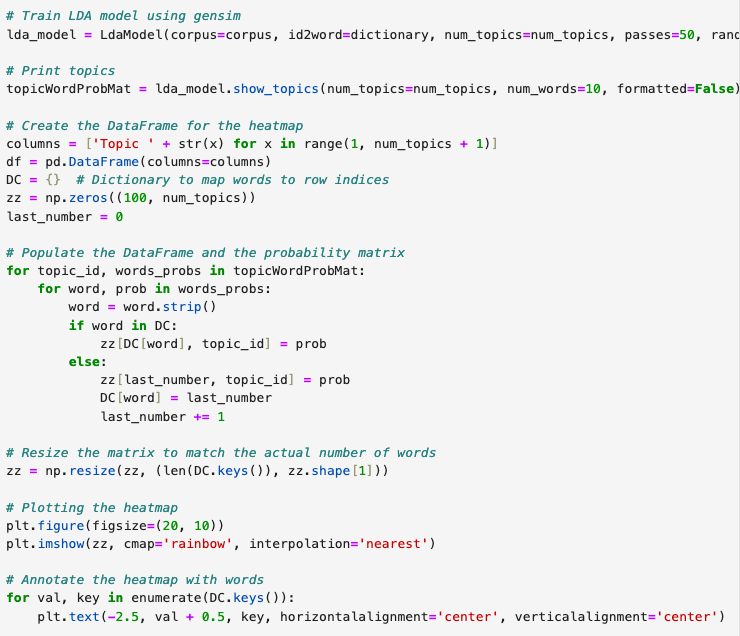 # Train LDA model using gensim
lda_model = LdaModel(corpus=corpus, id2word=dictionary, num_topics=num_topics, passes=50, rand
# Print topics
topicWordProbMat = lda_model.show_topics(num_topics=num_topics, num_words=10, formatted=False)
# Create the DataFrame for the heatmap
columns = ['Topic ' + str(x) for x in range(1, num_topics + 1)]
df = pd.DataFrame(columns=columns)
DC = {}  # Dictionary to map words to row indices
zz = np.zeros((100, num_topics))
last_number = 0
# Populate the DataFrame and the probability matrix
for topic_id, words_probs in topicWordProbMat:
    for word, prob in words_probs:
        word = word.strip()
        if word in DC:
            zz[DC[word], topic_id] = prob
        else:
            zz[last_number, topic_id] = prob
            DC[word] = last_number
            last_number += 1
# Resize the matrix to match the actual number of words
zz = np.resize(zz, (len(DC.keys()), zz.shape[1]))
# Plotting the heatmap
plt.figure(figsize=(20, 10))
plt.imshow(zz, cmap='rainbow', interpolation='nearest')
# Annotate the heatmap with words
for val, key in enumerate(DC.keys()):
    plt.text(-2.5, val + 0.5, key, horizontalalignment='center', verticalalignment='center')